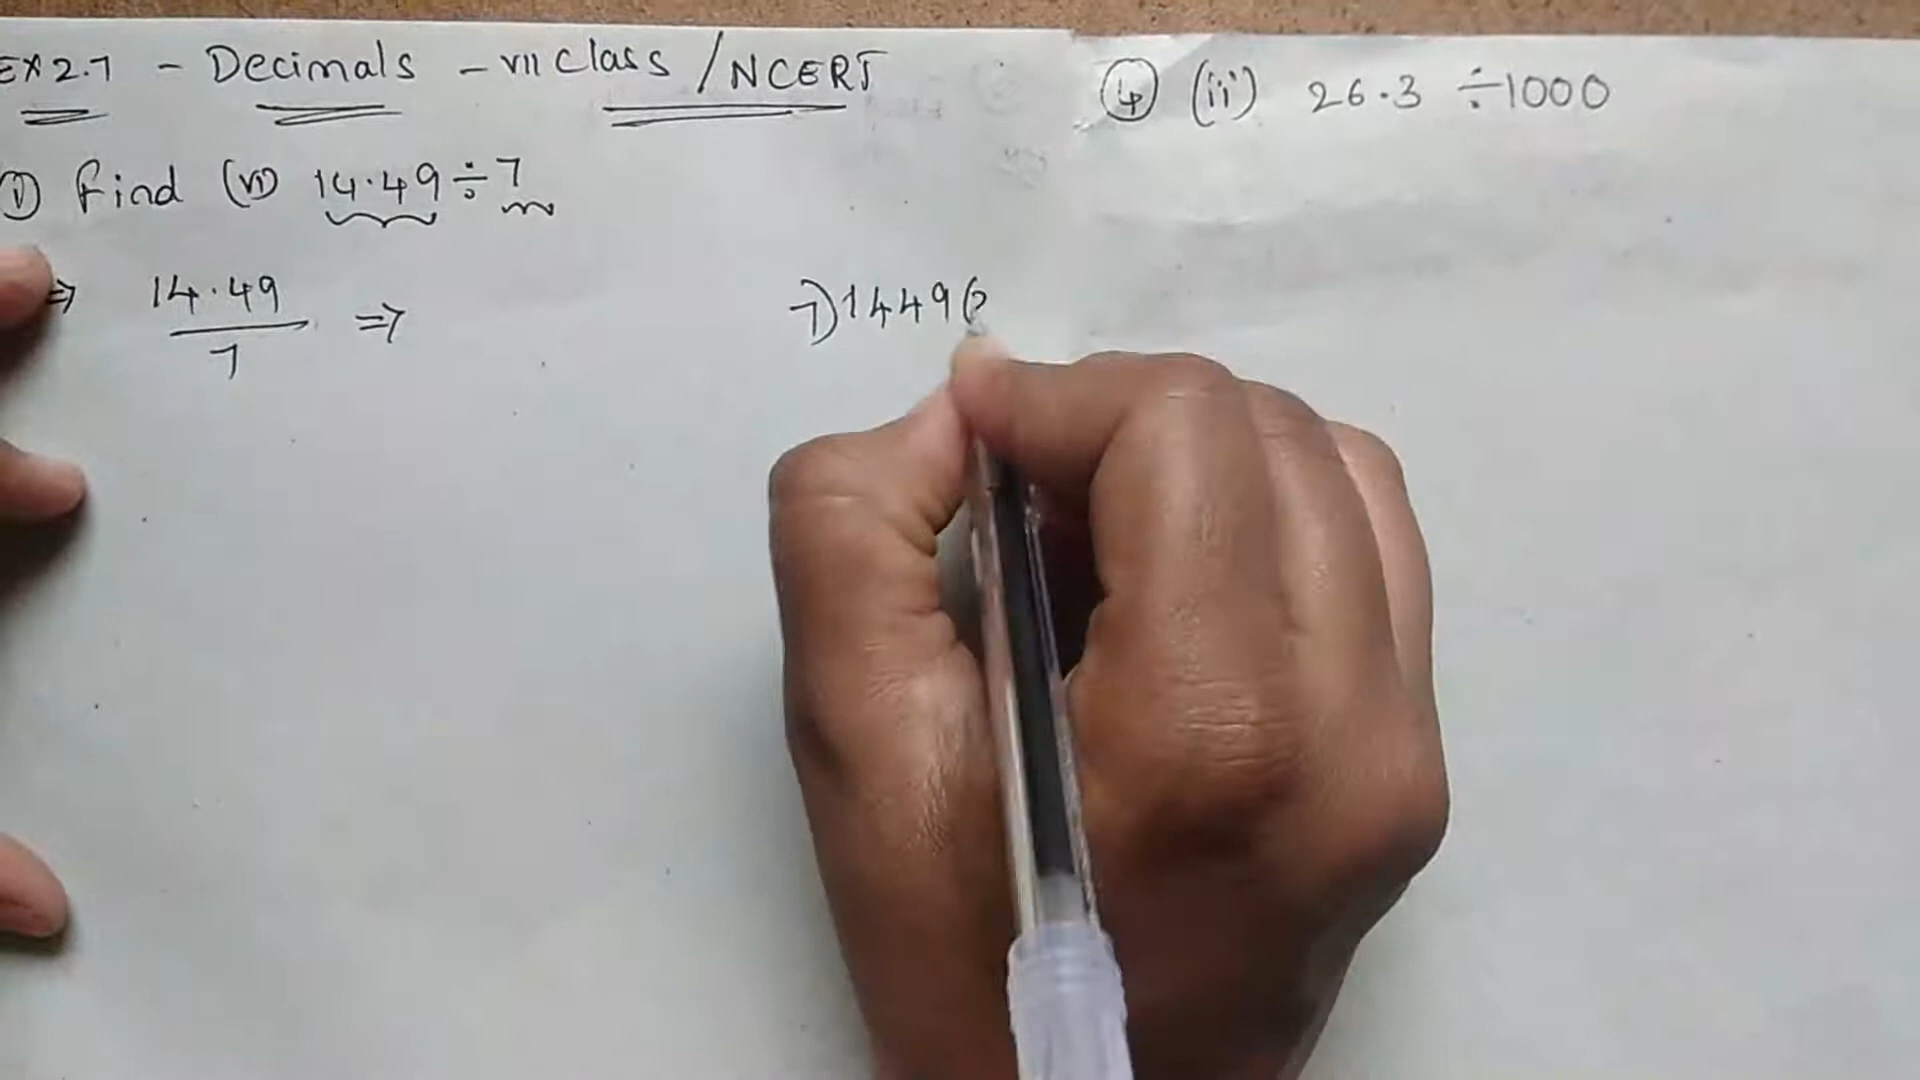 EX 2.7 - Decimals - VII Class / NCERT
① Find (vi) 14.49 ÷ 7
⇒ 14.49 / 7 ⇒
7)1449(2
④ (ii) 26.3 ÷ 1000